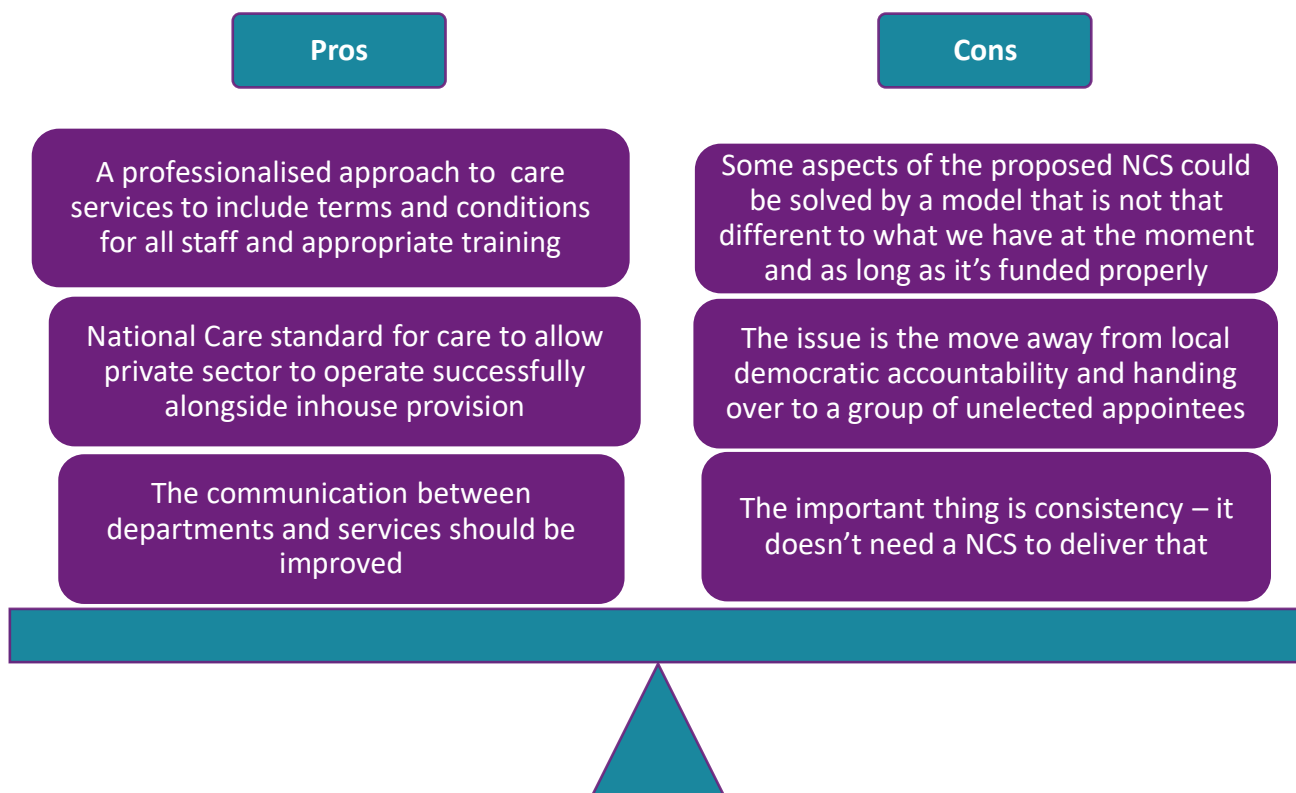 Pros
A professionalised approach to care
services to include terms and conditions
for all staff and appropriate training
National Care standard for care to allow
private sector to operate successfully
alongside inhouse provision
The communication between
departments and services should be
improved
Cons
Some aspects of the proposed NCS could
be solved by a model that is not that
different to what we have at the moment
and as long as it’s funded properly
The issue is the move away from local
democratic accountability and handing
over to a group of unelected appointees
The important thing is consistency – it
doesn’t need a NCS to deliver that